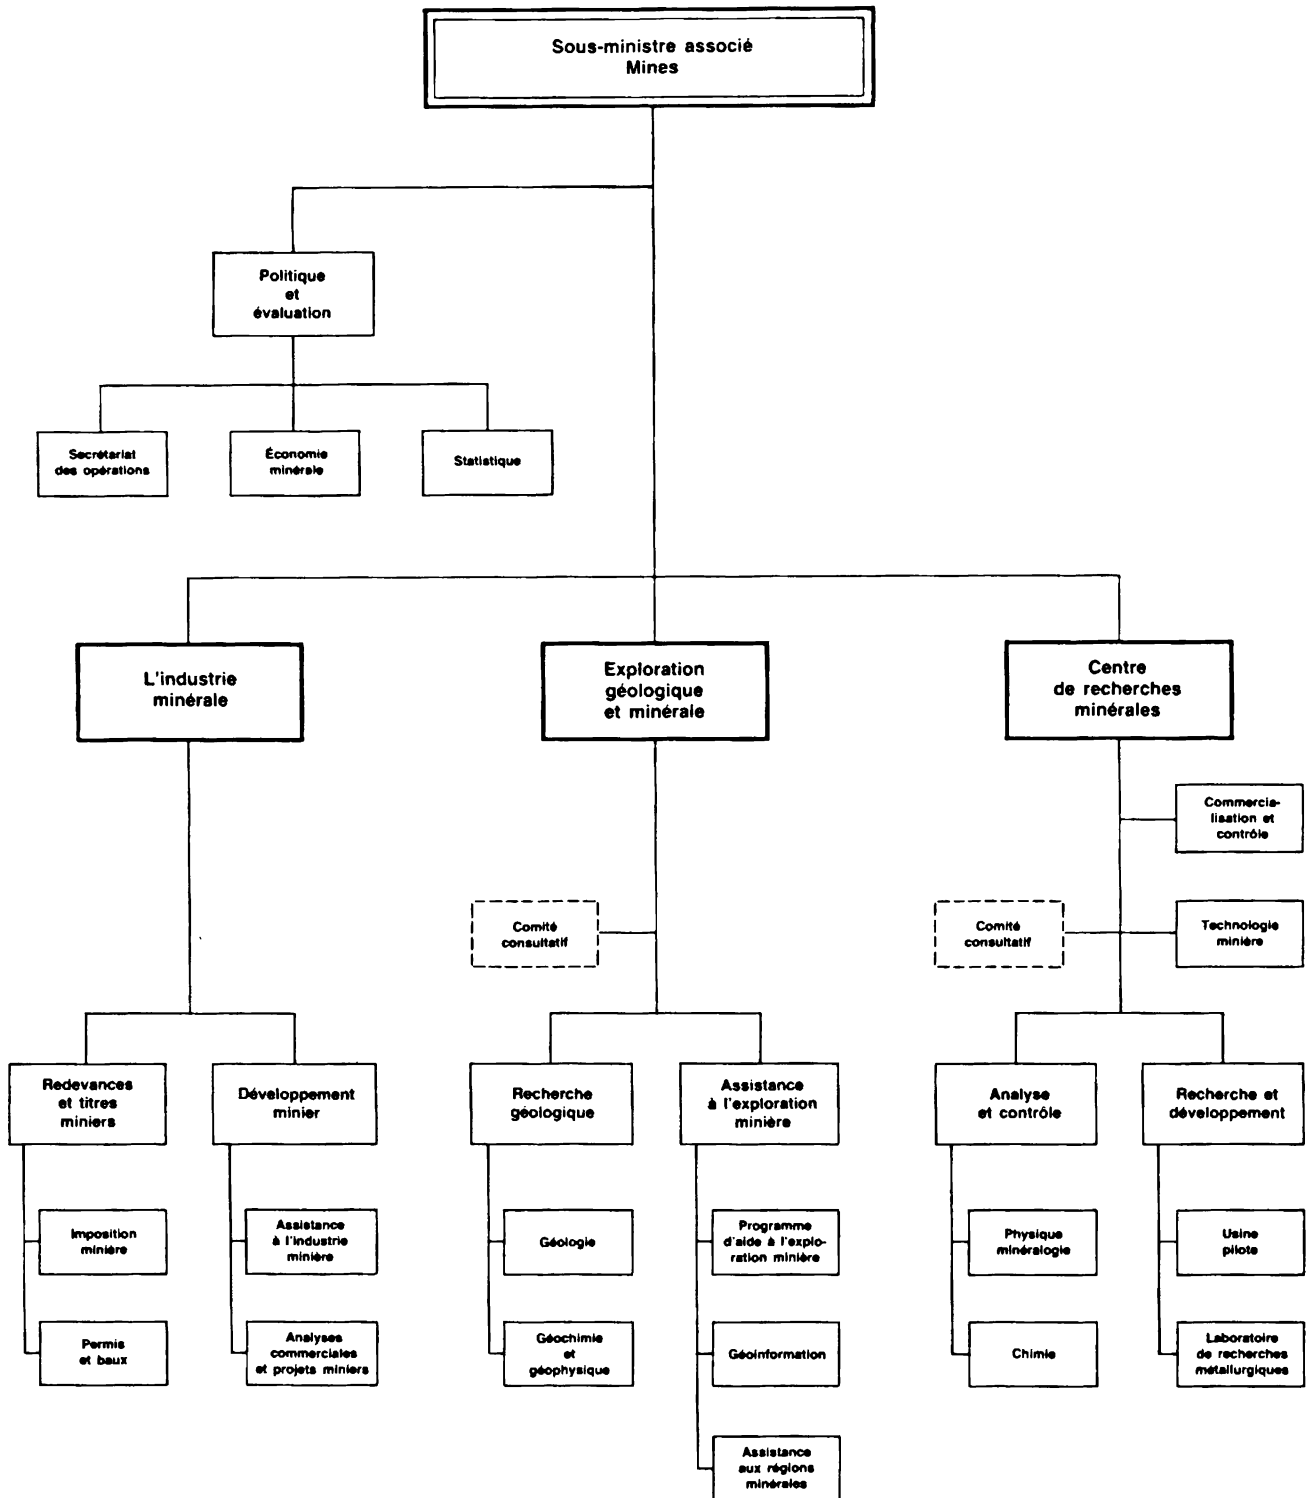 Sous-ministre associé
Mines
Politique
et
évaluation
Secrétariat
des opérations
Économie
minérale
Statistique
L'industrie
minérale
Exploration
géologique
et minérale
Centre
de recherches
minérales
Commercia-
lisation et
contrôle
Comité
consultatif
Comité
consultatif
Technologie
minière
Redevances
et titres
miniers
Développement
minier
Recherche
géologique
Assistance
à l'exploration
minière
Analyse
et contrôle
Recherche et
développement
Imposition
minière
Assistance
à l'industrie
minière
Géologie
Programme
d'aide à l'explo-
ration minière
Physique
minéralogie
Usine
pilote
Permis
et baux
Analyses
commerciales
et projets miniers
Géochimie
et
géophysique
Géoinformation
Chimie
Laboratoire
de recherches
métallurgiques
Assistance
aux régions
minérales